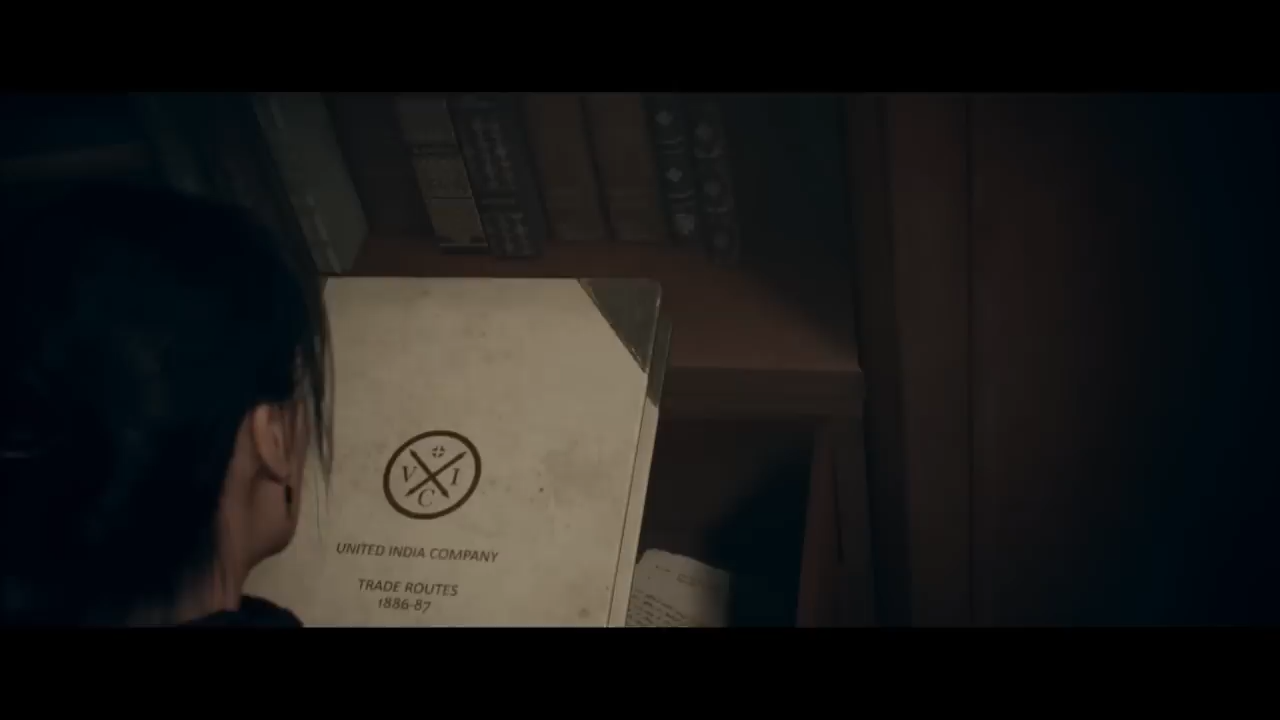 V I
C
UNITED INDIA COMPANY
TRADE ROUTES
1886-87